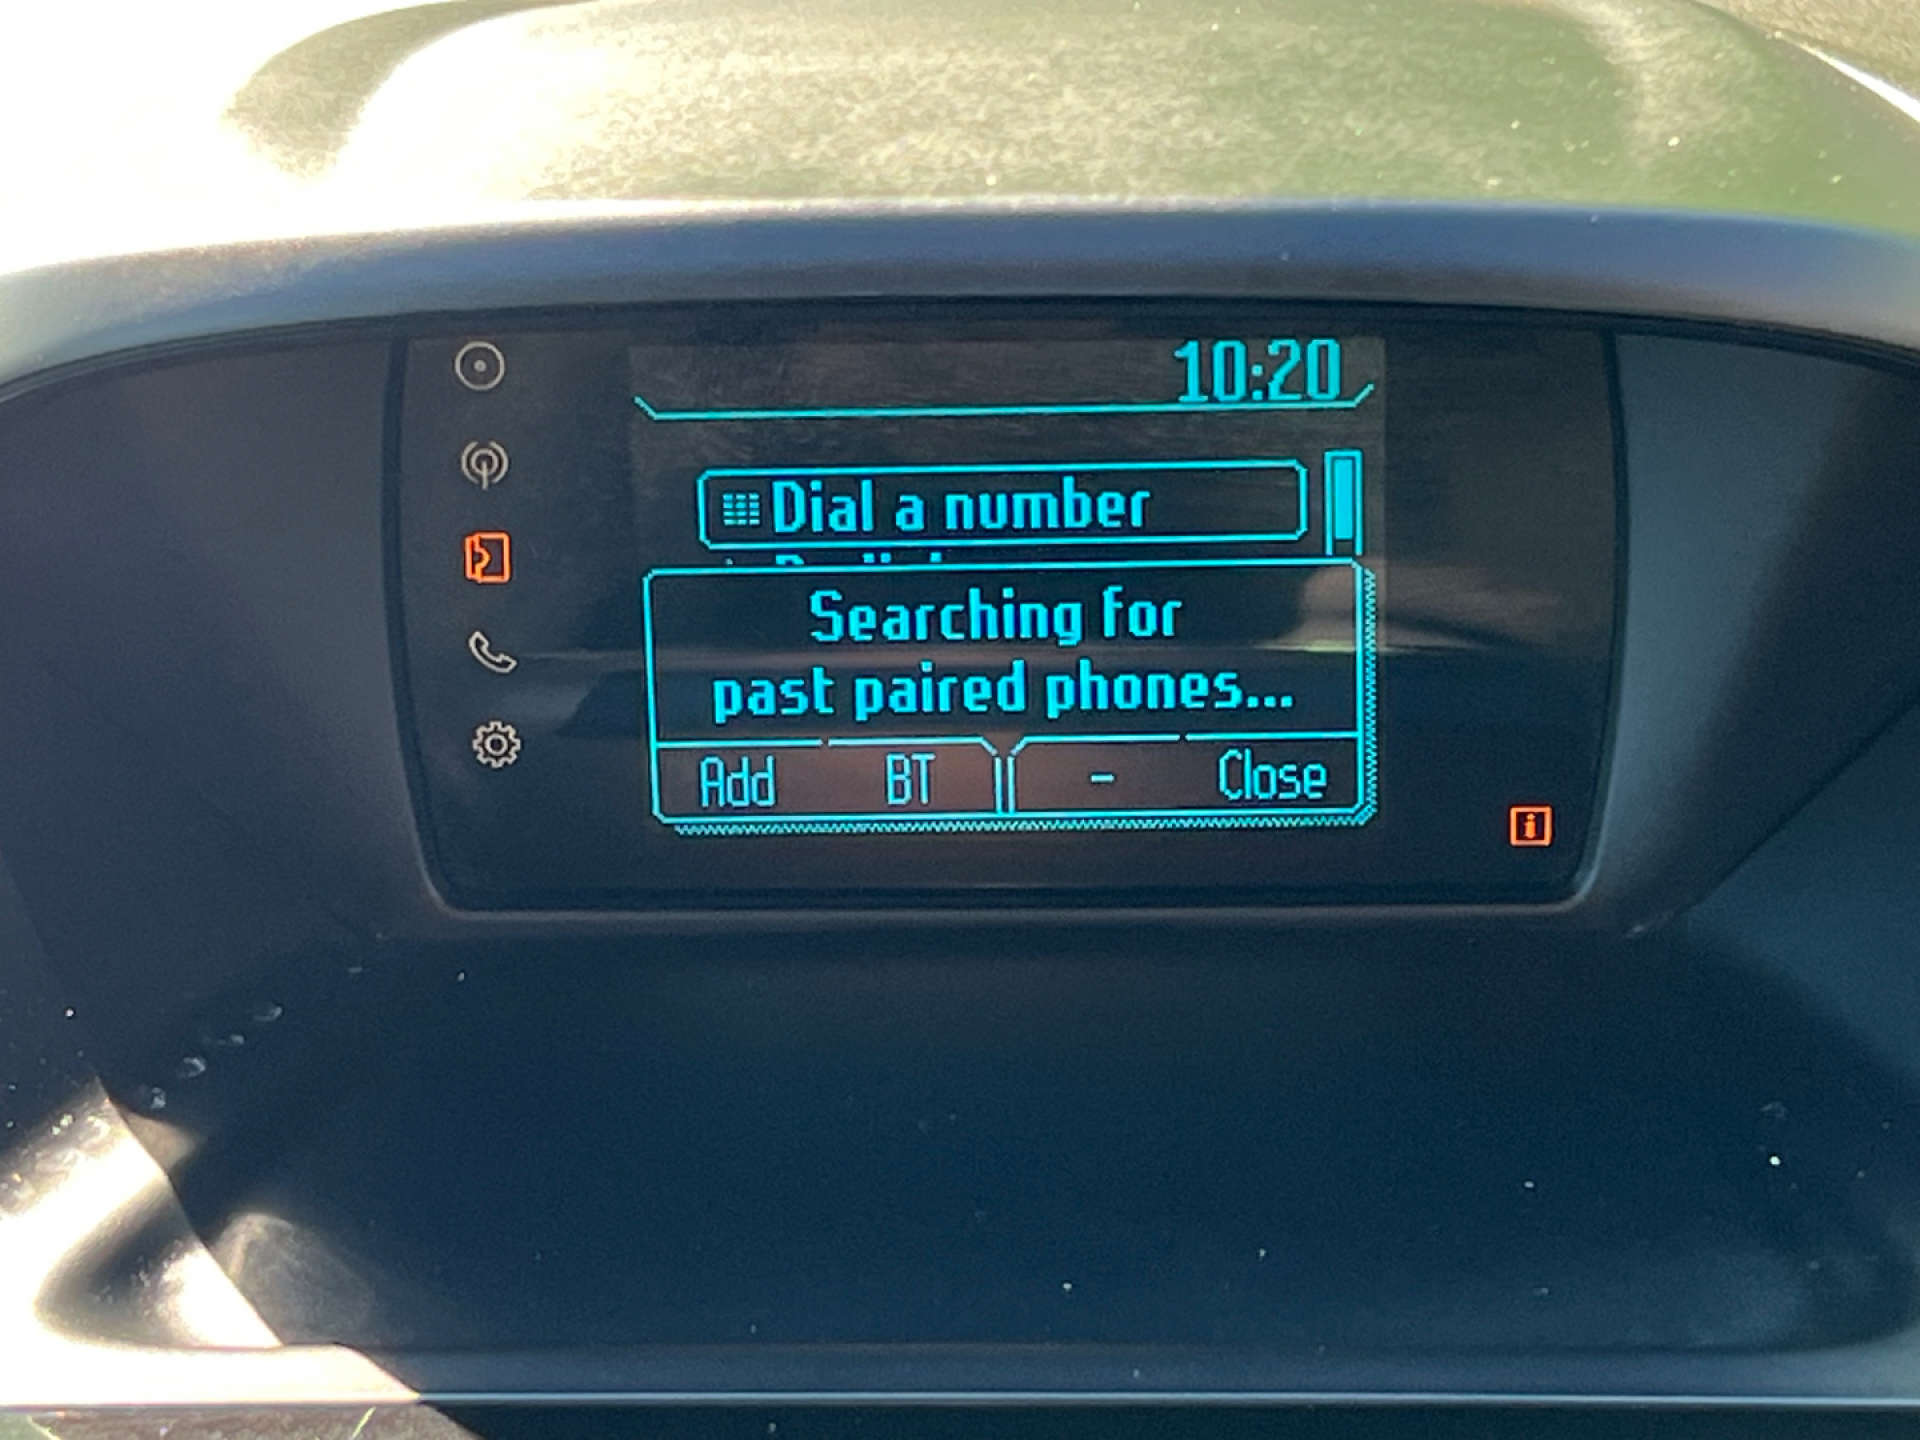 10:20
Dial a number
Searching for
past paired phones...
Add BT - Close
i